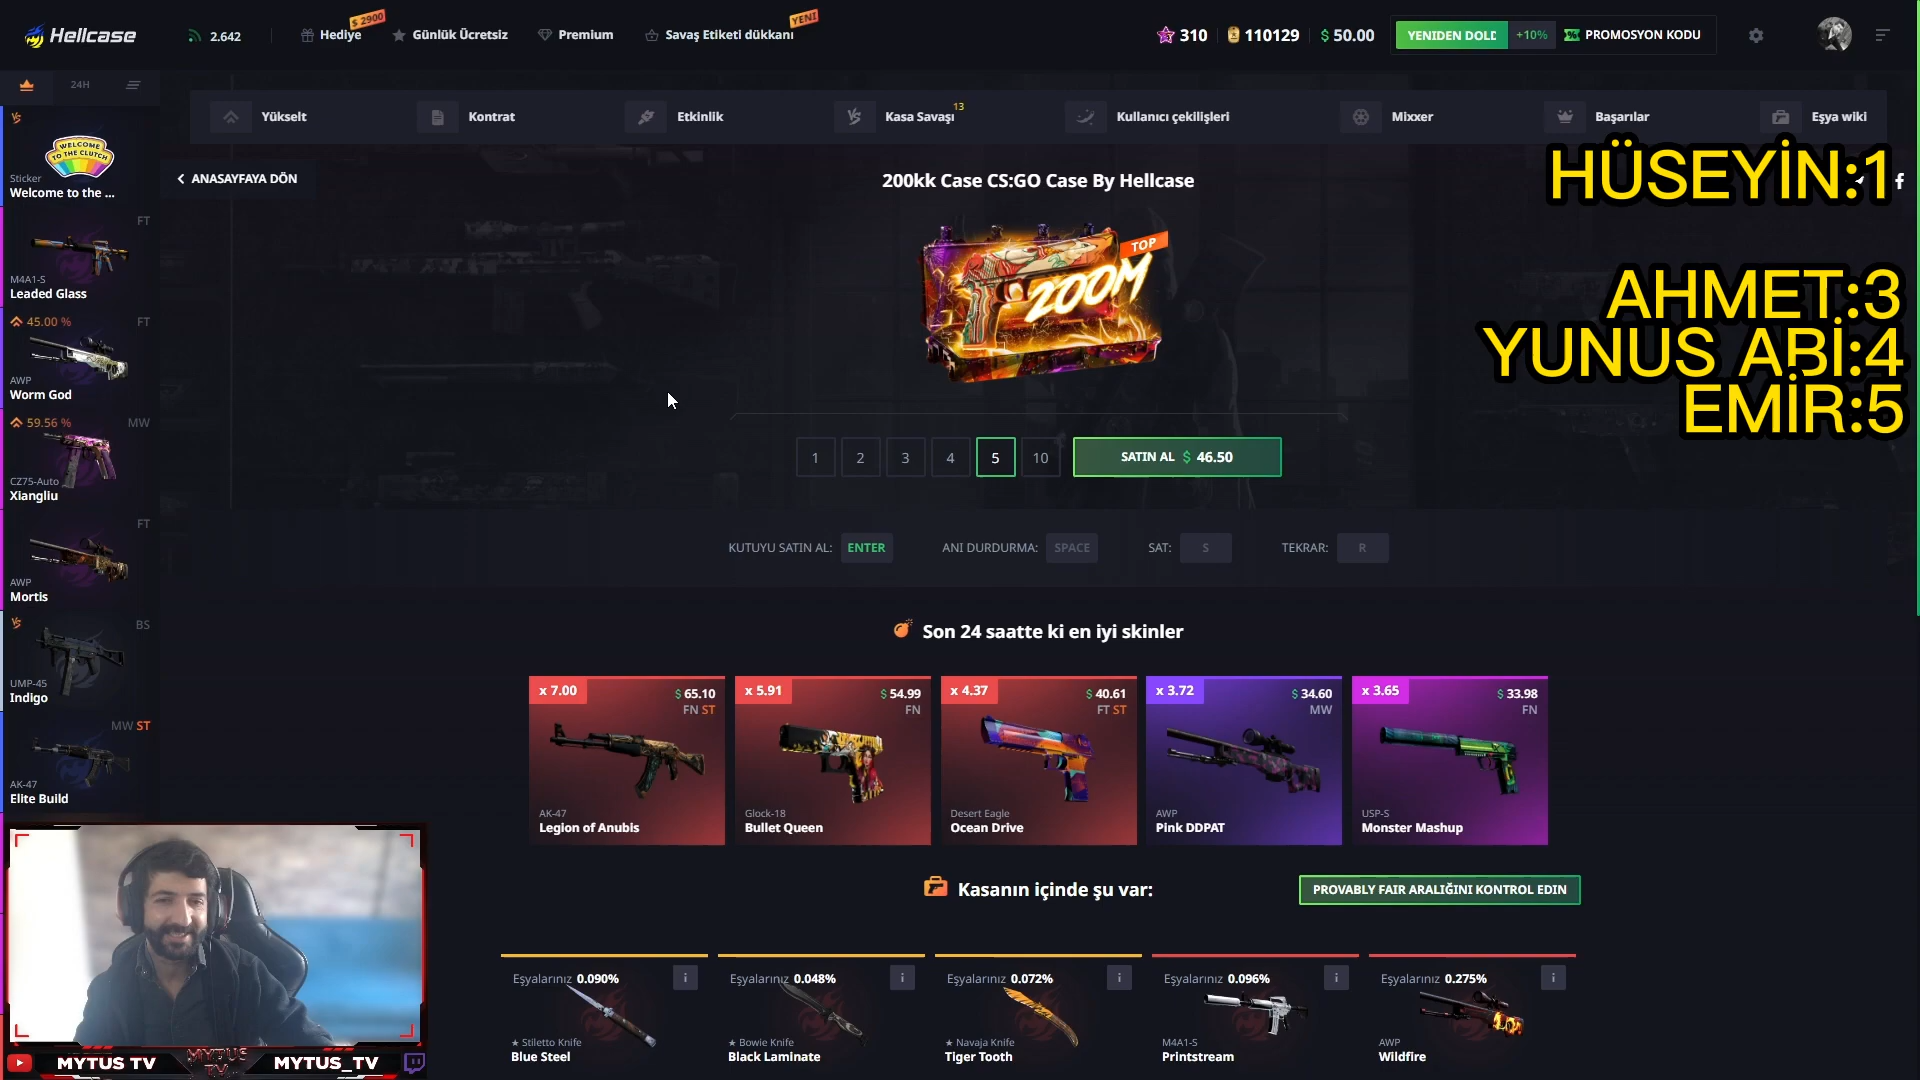 Hellcase
2.642
Hediye
$ 2900
Günlük Ücretsiz
Premium
Savaş Etiketi dükkanı
YENİ
310
110129
$ 50.00
YENİDEN DOLD
+10%
PROMOSYON KODU
24H
Yükselt
Kontrat
Etkinlik
Kasa Savaşı
13
Kullanıcı çekilişleri
Mixxer
Başarılar
Eşya wiki
ANASAYFAYA DÖN
200kk Case CS:GO Case By Hellcase
TOP
200M
HÜSEYİN:1
AHMET:3
YUNUS ABİ:4
EMİR:5
WELCOME
TO THE CLUTCH
Sticker
Welcome to the ...
FT
M4A1-S
Leaded Glass
45.00 %
FT
AWP
Worm God
59.56 %
MW
CZ75-Auto
Xiangliu
FT
AWP
Mortis
BS
UMP-45
Indigo
MW ST
AK-47
Elite Build
1
2
3
4
5
10
SATIN AL $ 46.50
KUTUYU SATIN AL: ENTER
ANI DURDURMA: SPACE
SAT: S
TEKRAR: R
Son 24 saatte ki en iyi skinler
x 7.00
$ 65.10
FN ST
AK-47
Legion of Anubis
x 5.91
$ 54.99
FN
Glock-18
Bullet Queen
x 4.37
$ 40.61
FT ST
Desert Eagle
Ocean Drive
x 3.72
$ 34.60
MW
AWP
Pink DDPAT
x 3.65
$ 33.98
FN
USP-S
Monster Mashup
Kasanın içinde şu var:
PROVABLY FAIR ARALIĞINI KONTROL EDIN
Eşyalarınız 0.090%
i
★ Stiletto Knife
Blue Steel
Eşyalarınız 0.048%
i
★ Bowie Knife
Black Laminate
Eşyalarınız 0.072%
i
★ Navaja Knife
Tiger Tooth
Eşyalarınız 0.096%
i
M4A1-S
Printstream
Eşyalarınız 0.275%
i
AWP
Wildfire
MYTUS TV
MYTUS
TV
MYTUS_TV